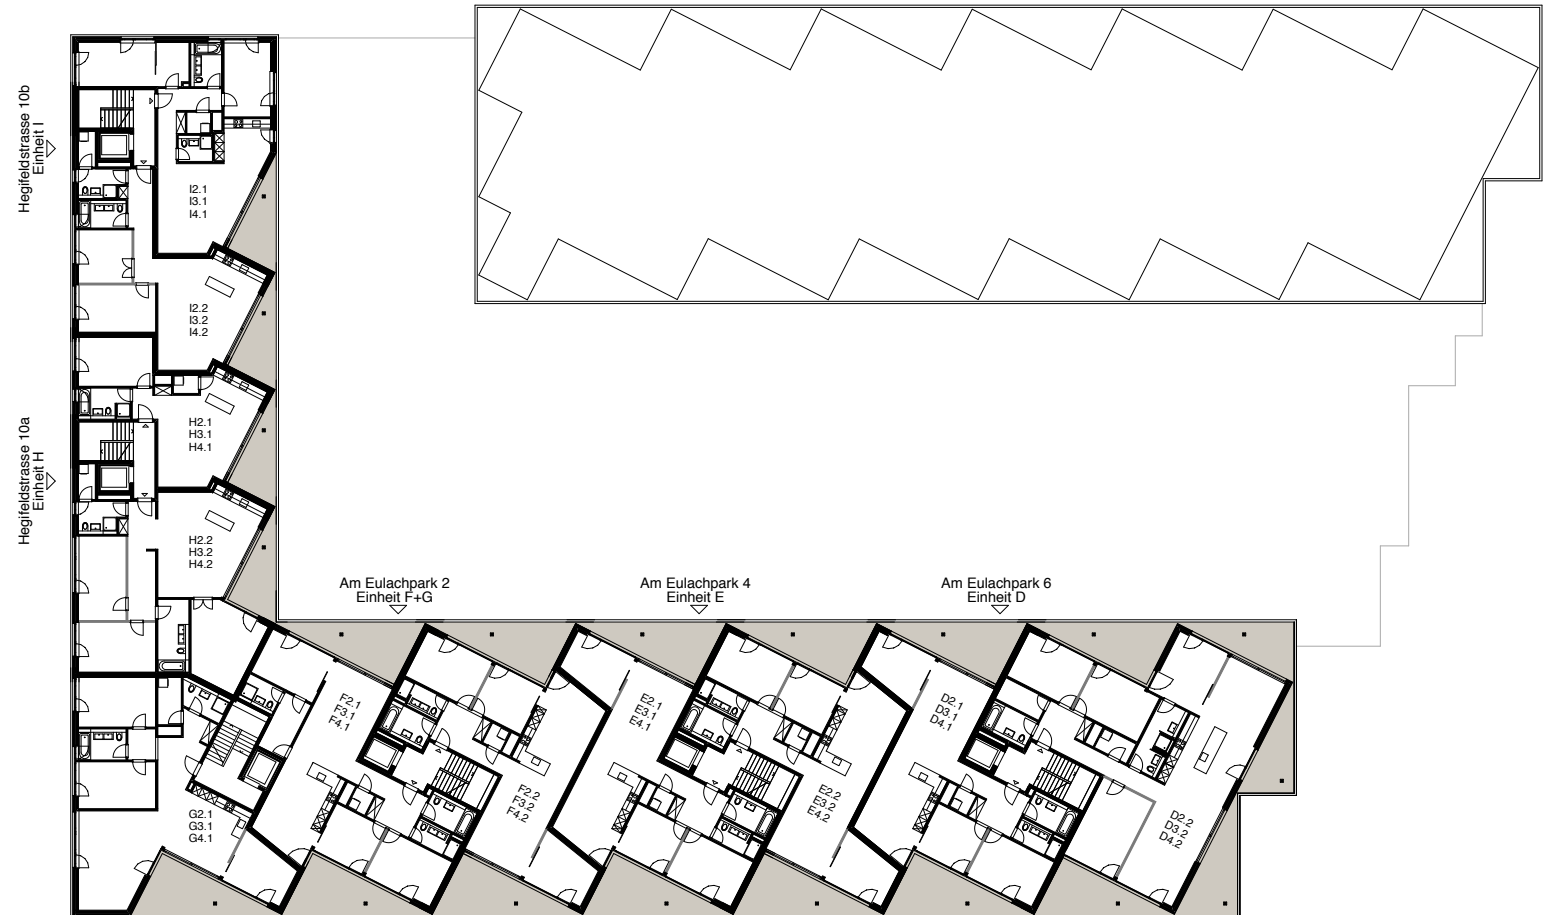 Hegifeldstrasse 10b
Einheit I
I2.1
I3.1
I4.1
I2.2
I3.2
I4.2
Hegifeldstrasse 10a
Einheit H
H2.1
H3.1
H4.1
H2.2
H3.2
H4.2
Am Eulachpark 2
Einheit F+G
Am Eulachpark 4
Einheit E
Am Eulachpark 6
Einheit D
F2.1
F3.1
F4.1
E2.1
E3.1
E4.1
D2.1
D3.1
D4.1
G2.1
G3.1
G4.1
F2.2
F3.2
F4.2
E2.2
E3.2
E4.2
D2.2
D3.2
D4.2